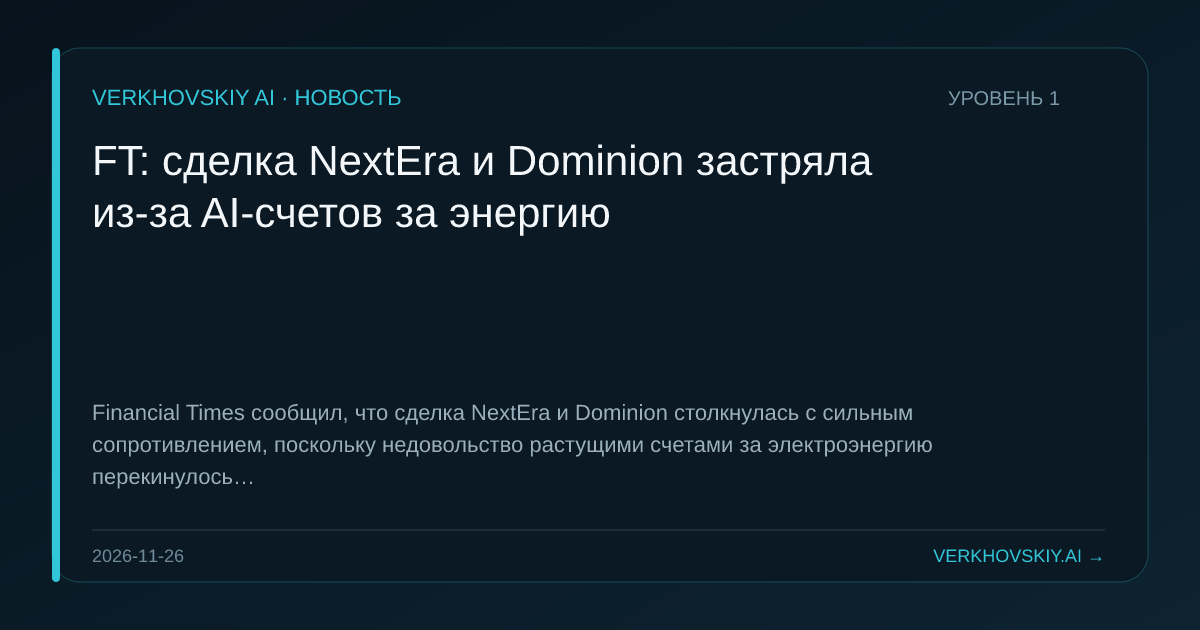 VERKHOVSKIY AI · НОВОСТЬ
УРОВЕНЬ 1
FT: сделка NextEra и Dominion застряла
из-за AI-счетов за энергию
Financial Times сообщил, что сделка NextEra и Dominion столкнулась с сильным
сопротивлением, поскольку недовольство растущими счетами за электроэнергию
перекинулось…
2026-11-26
VERKHOVSKIY.AI →